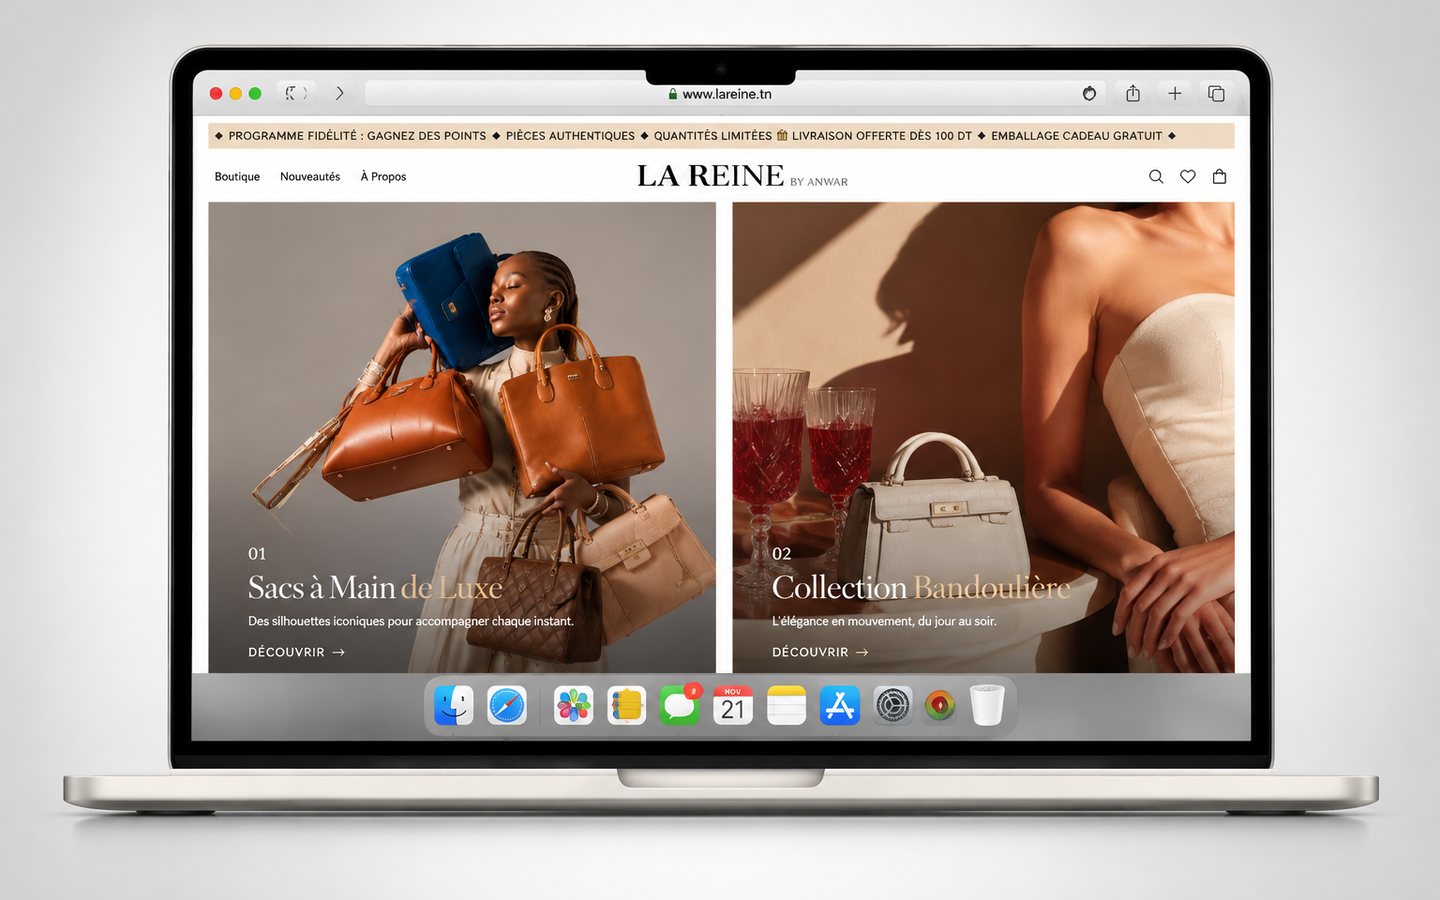 www.lareine.tn
◆ PROGRAMME FIDÉLITÉ : GAGNEZ DES POINTS ◆ PIÈCES AUTHENTIQUES ◆ QUANTITÉS LIMITÉES 🎁 LIVRAISON OFFERTE DÈS 100 DT ◆ EMBALLAGE CADEAU GRATUIT ◆
Boutique Nouveautés À Propos
LA REINE BY ANWAR
01
Sacs à Main de Luxe
Des silhouettes iconiques pour accompagner chaque instant.
DÉCOUVRIR →
02
Collection Bandoulière
L'élégance en mouvement, du jour au soir.
DÉCOUVRIR →
NOV
21